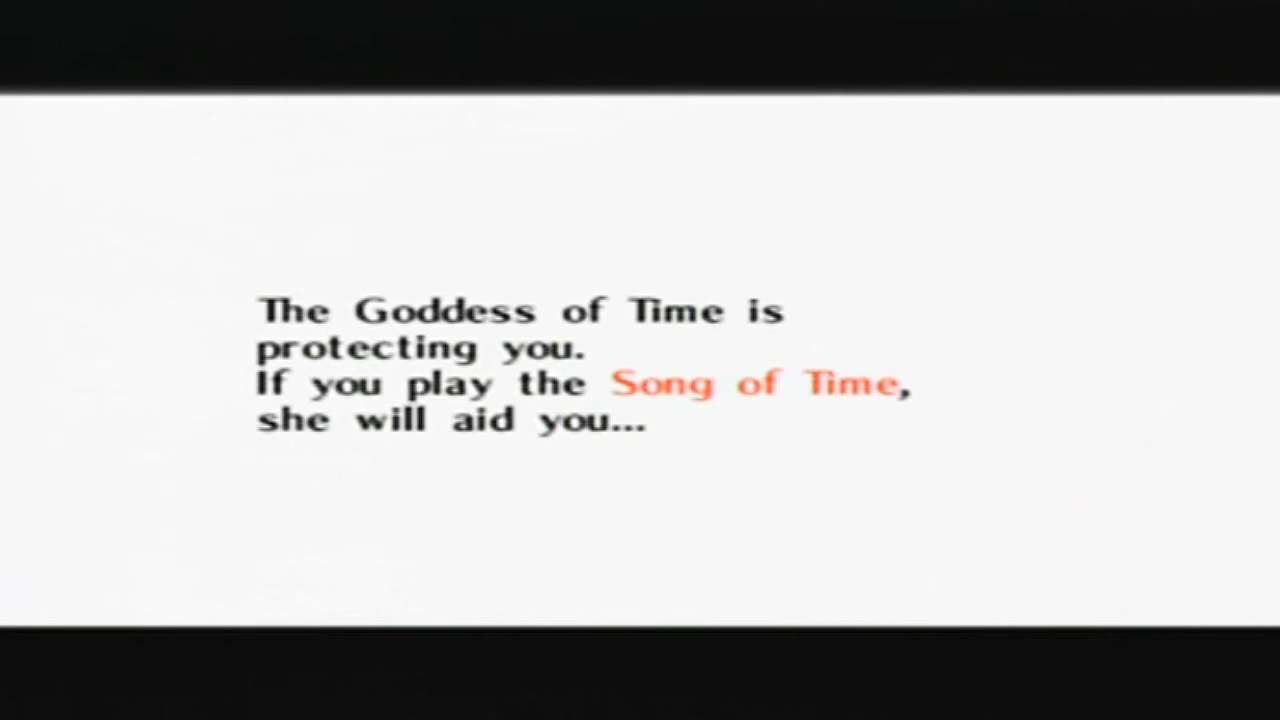 The Goddess of Time is
protecting you.
If you play the Song of Time,
she will aid you...